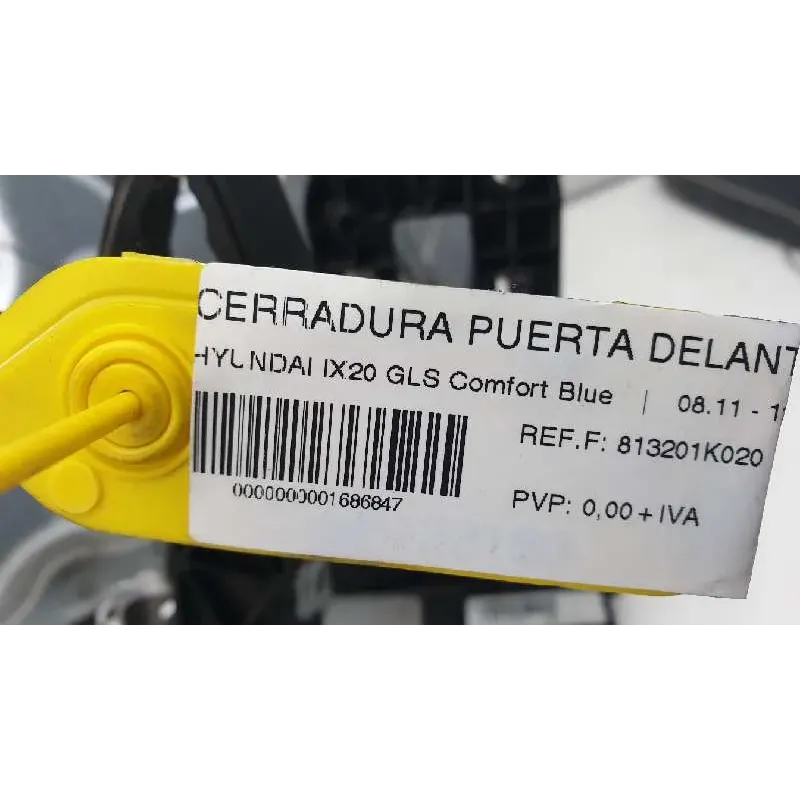 CERRADURA PUERTA DELANT
HYUNDAI IX20 GLS Comfort Blue | 08.11 - 1
REF.F: 813201K020
0000000001686847
PVP: 0,00 + IVA